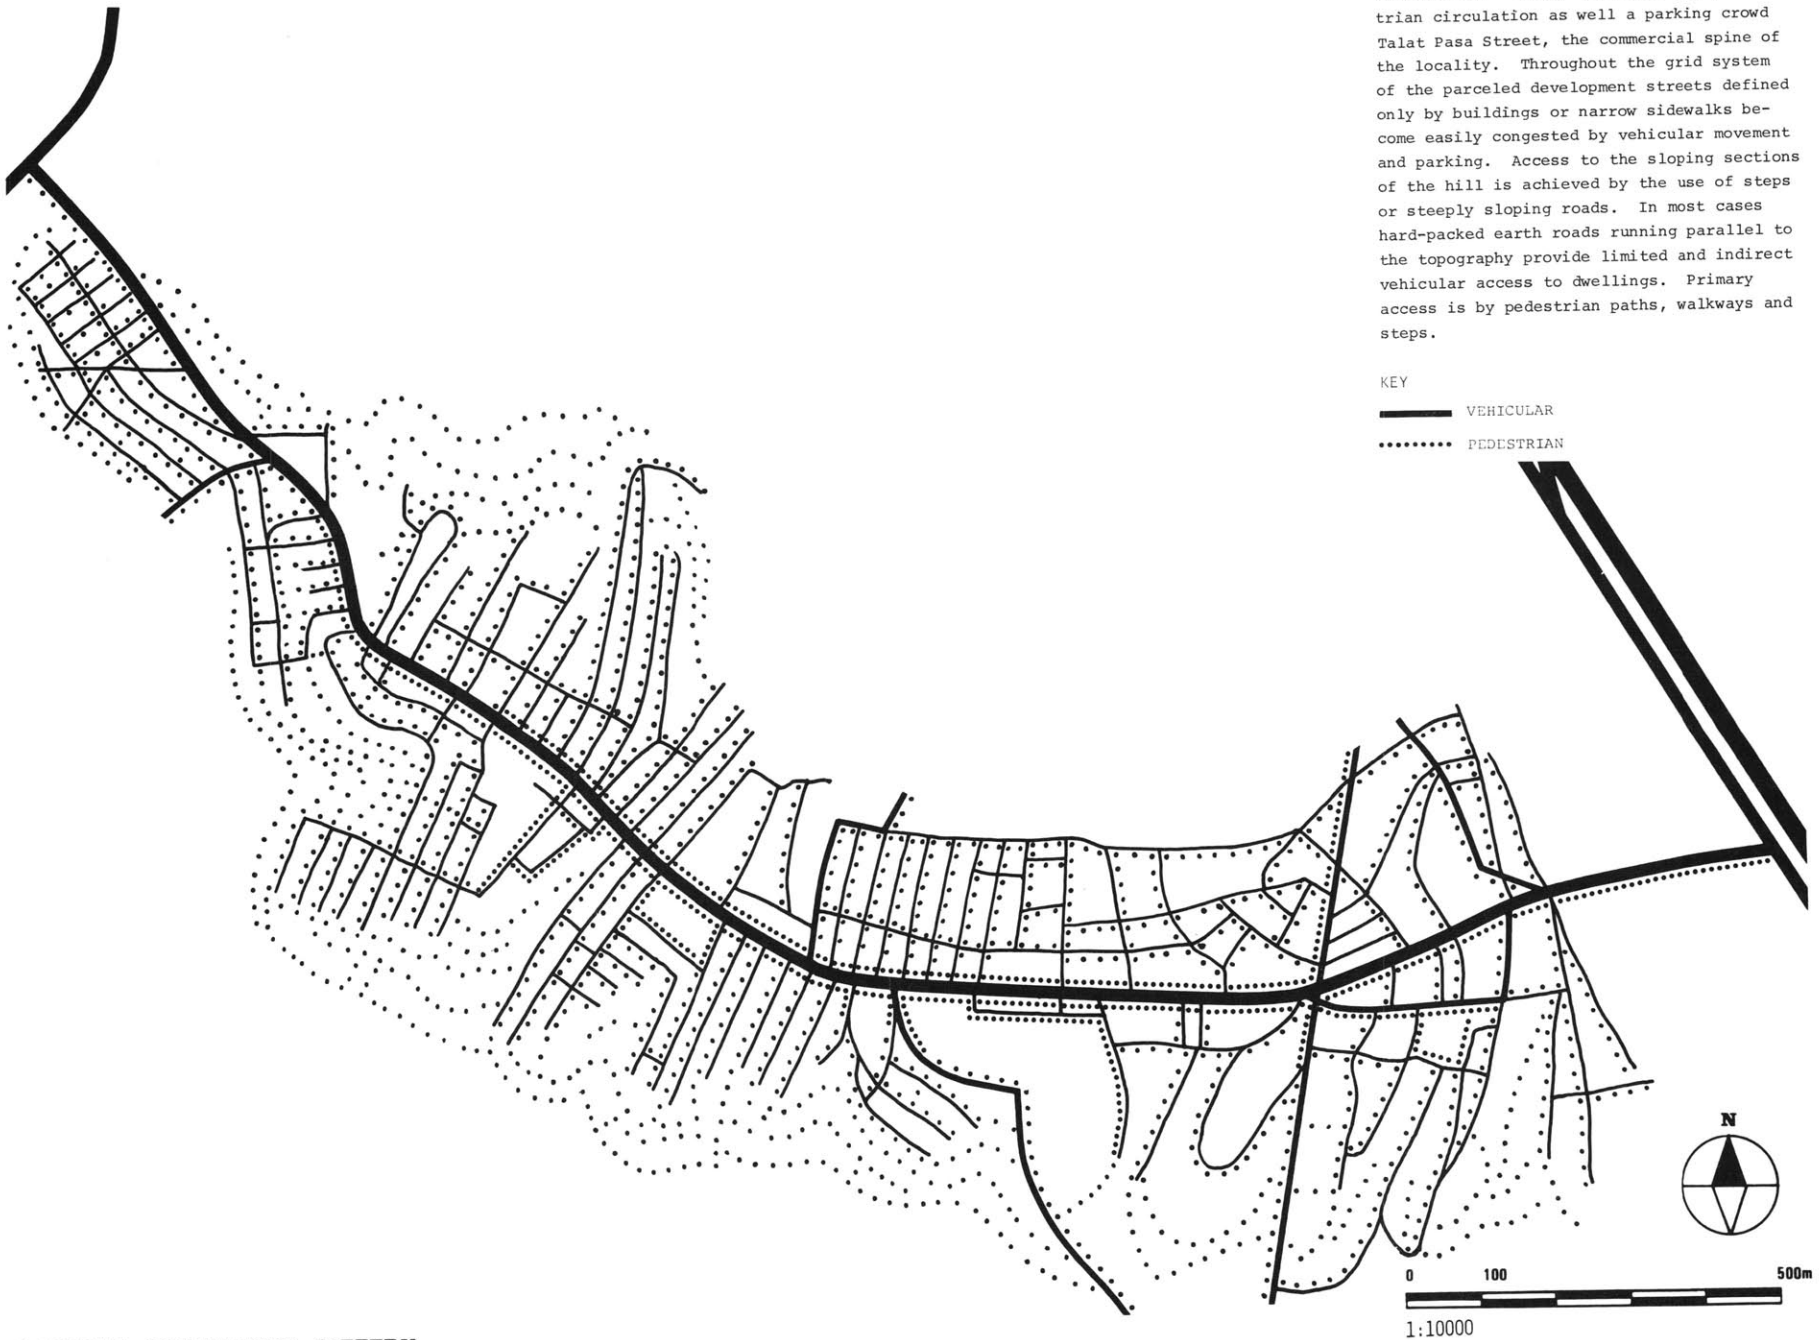 trian circulation as well a parking crowd
Talat Pasa Street, the commercial spine of
the locality. Throughout the grid system
of the parceled development streets defined
only by buildings or narrow sidewalks be-
come easily congested by vehicular movement
and parking. Access to the sloping sections
of the hill is achieved by the use of steps
or steeply sloping roads. In most cases
hard-packed earth roads running parallel to
the topography provide limited and indirect
vehicular access to dwellings. Primary
access is by pedestrian paths, walkways and
steps.
KEY
VEHICULAR
PEDESTRIAN
N
0 100 500m
1:10000